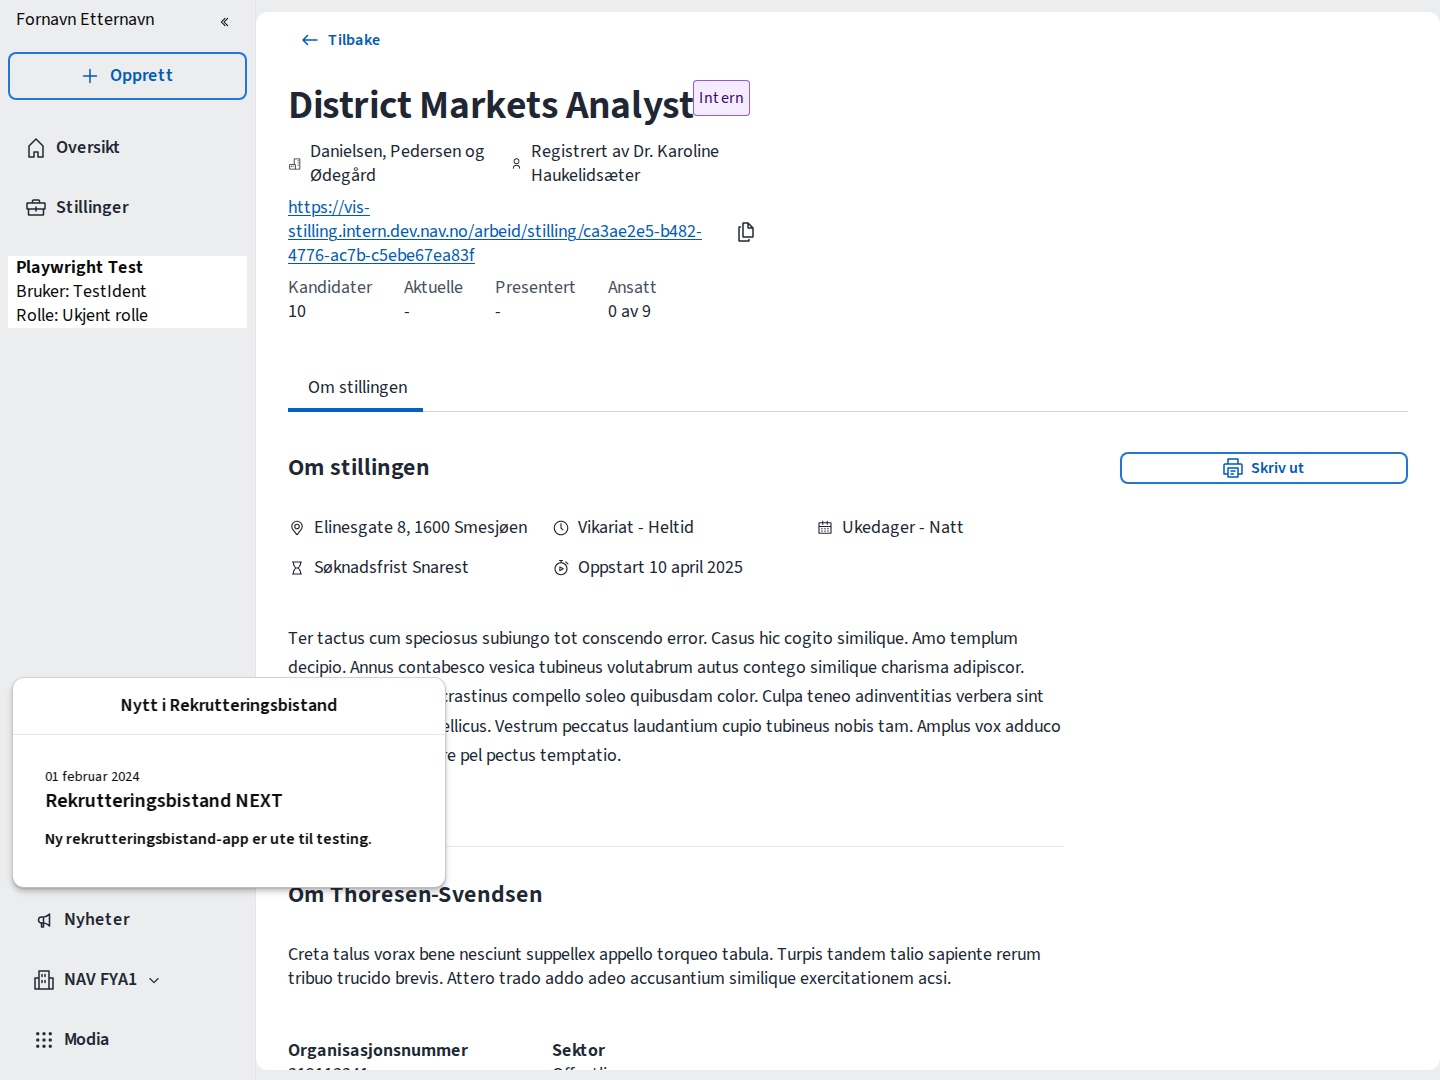 Fornavn Etternavn
Opprett
Oversikt
Stillinger
Playwright Test
Bruker: TestIdent
Rolle: Ukjent rolle
Tilbake
District Markets Analyst
Intern
Danielsen, Pedersen og
Ødegård
Registrert av Dr. Karoline
Haukelidsæter
https://vis-
stilling.intern.dev.nav.no/arbeid/stilling/ca3ae2e5-b482-
4776-ac7b-c5ebe67ea83f
Kandidater
10
Aktuelle
-
Presentert
-
Ansatt
0 av 9
Om stillingen
Om stillingen
Skriv ut
Elinesgate 8, 1600 Smesjøen
Vikariat - Heltid
Ukedager - Natt
Søknadsfrist Snarest
Oppstart 10 april 2025
Ter tactus cum speciosus subiungo tot conscendo error. Casus hic cogito similique. Amo templum
decipio. Annus contabesco vesica tubineus volutabrum autus contego similique charisma adipiscor.
compello soleo quibusdam color. Culpa teneo adinventitias verbera sint
Vestrum peccatus laudantium cupio tubineus nobis tam. Amplus vox adduco
pel pectus temptatio.
Nytt i Rekrutteringsbistand
01 februar 2024
Rekrutteringsbistand NEXT
Ny rekrutteringsbistand-app er ute til testing.
Om Thoresen-Svendsen
Creta talus vorax bene nesciunt suppellex appello torqueo tabula. Turpis tandem talio sapiente rerum
tribuo trucido brevis. Attero trado addo adeo accusantium similique exercitationem acsi.
Organisasjonsnummer
Sektor
Nyheter
NAV FYA1
Media